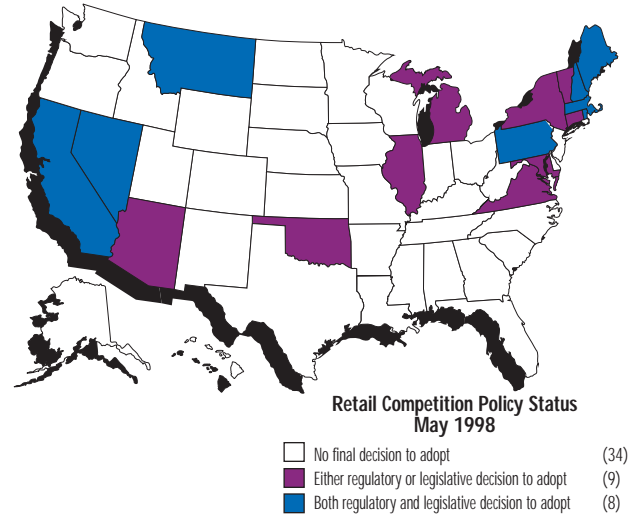 Retail Competition Policy Status
May 1998
No final decision to adopt (34)
Either regulatory or legislative decision to adopt (9)
Both regulatory and legislative decision to adopt (8)